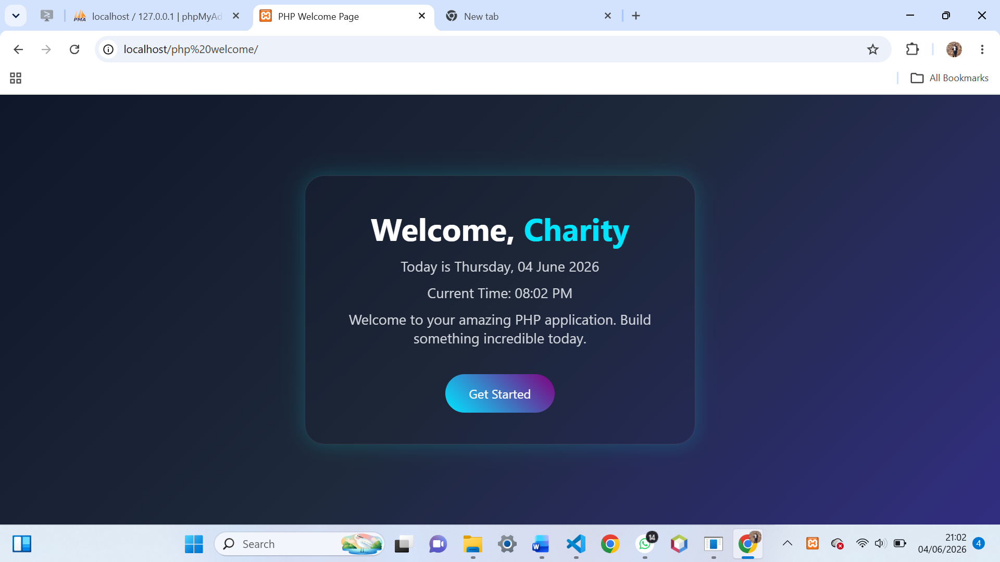 localhost / 127.0.0.1 | phpMyAd
PHP Welcome Page
New tab
localhost/php%20welcome/
All Bookmarks
Welcome, Charity
Today is Thursday, 04 June 2026
Current Time: 08:02 PM
Welcome to your amazing PHP application. Build
something incredible today.
Get Started
Search
14
21:02
04/06/2026
4